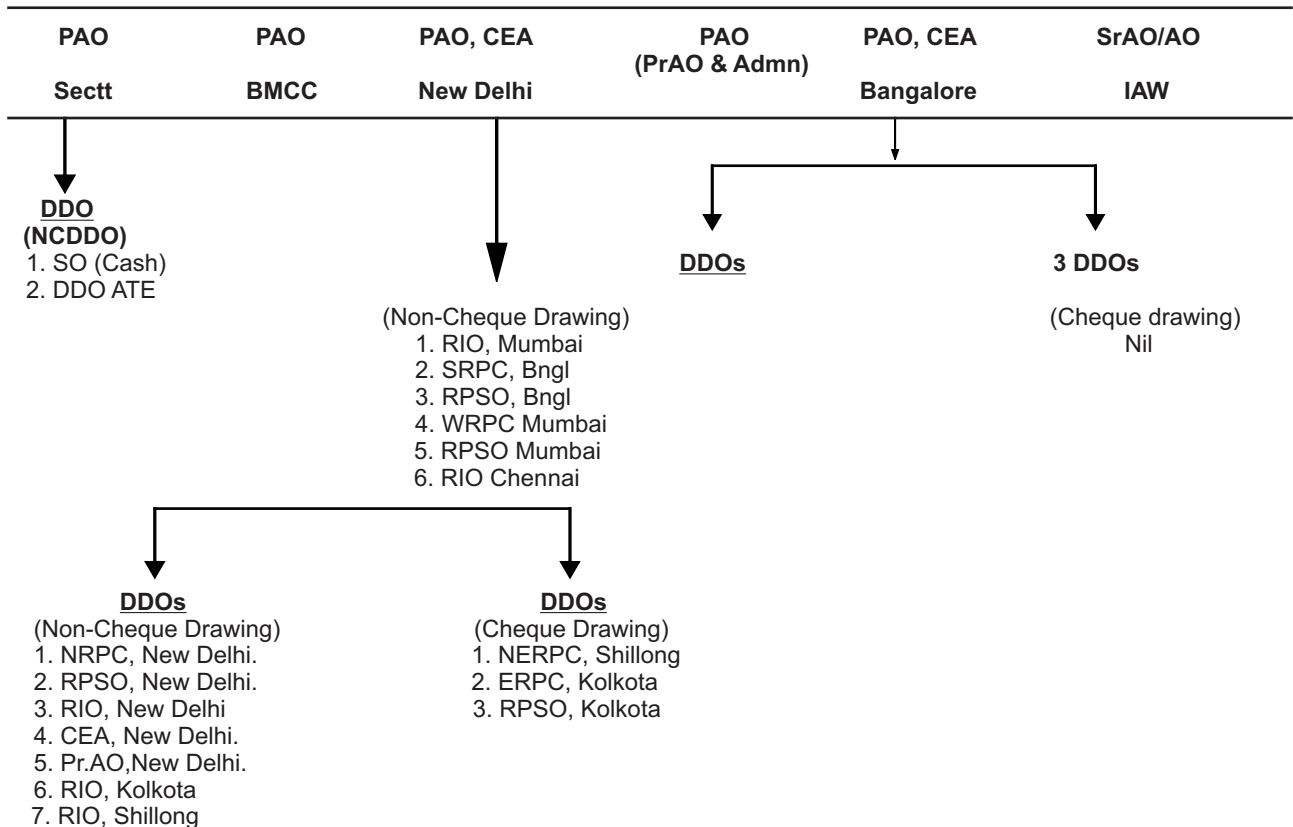 PAO PAO PAO, CEA PAO PAO, CEA SrAO/AO
(PrAO & Admn)
Sectt BMCC New Delhi Bangalore IAW
DDO
(NCDDO)
1. SO (Cash)
2. DDO ATE
DDOs 3 DDOs
(Non-Cheque Drawing) (Cheque drawing)
1. RIO, Mumbai Nil
2. SRPC, Bngl
3. RPSO, Bngl
4. WRPC Mumbai
5. RPSO Mumbai
6. RIO Chennai
DDOs DDOs
(Non-Cheque Drawing) (Cheque Drawing)
1. NRPC, New Delhi. 1. NERPC, Shillong
2. RPSO, New Delhi. 2. ERPC, Kolkota
3. RIO, New Delhi 3. RPSO, Kolkota
4. CEA, New Delhi.
5. Pr.AO,New Delhi.
6. RIO, Kolkota
7. RIO, Shillong